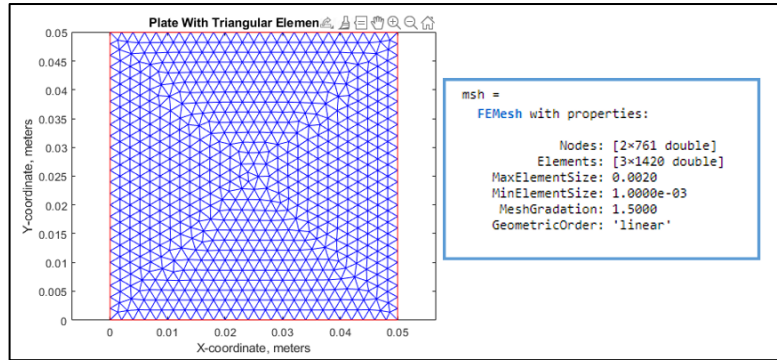 Plate With Triangular Elemen
0.05
0.045
0.04
0.035
0.03
0.025
0.02
0.015
0.01
0.005
0
Y-coordinate, meters
0 0.01 0.02 0.03 0.04 0.05
X-coordinate, meters
msh =
FEMesh with properties:
Nodes: [2×761 double]
Elements: [3×1420 double]
MaxElementSize: 0.0020
MinElementSize: 1.0000e-03
MeshGradation: 1.5000
GeometricOrder: 'linear'